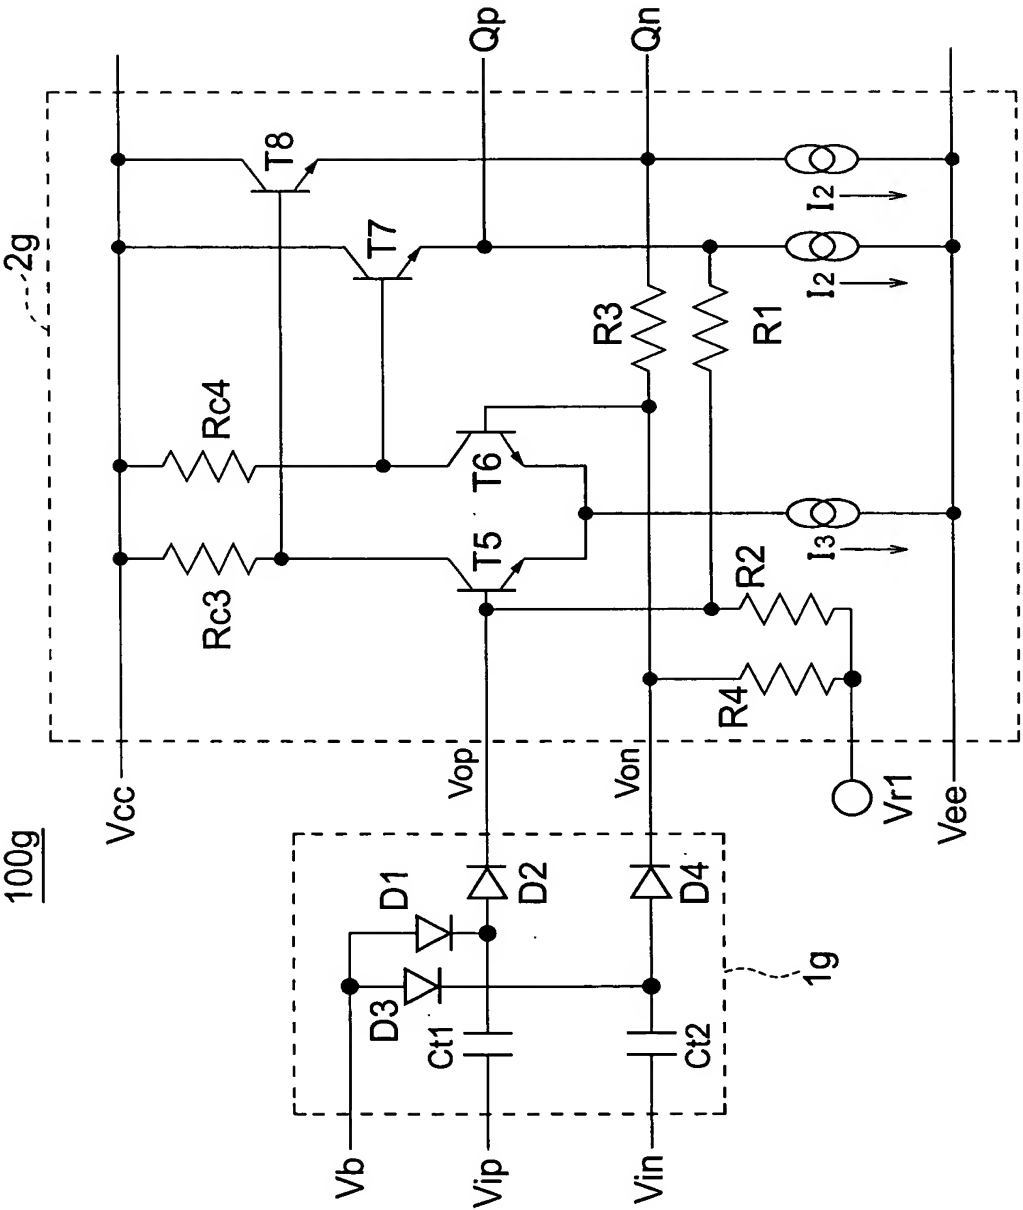 100g
2g
Vcc
Rc3
Rc4
T8
T7
Qp
Qn
T5
T6
R3
R1
I2
I2
I3
R2
R4
Vop
Von
Vr1
Vee
D1
D2
D3
D4
Ct1
Ct2
1g
Vb
Vip
Vin